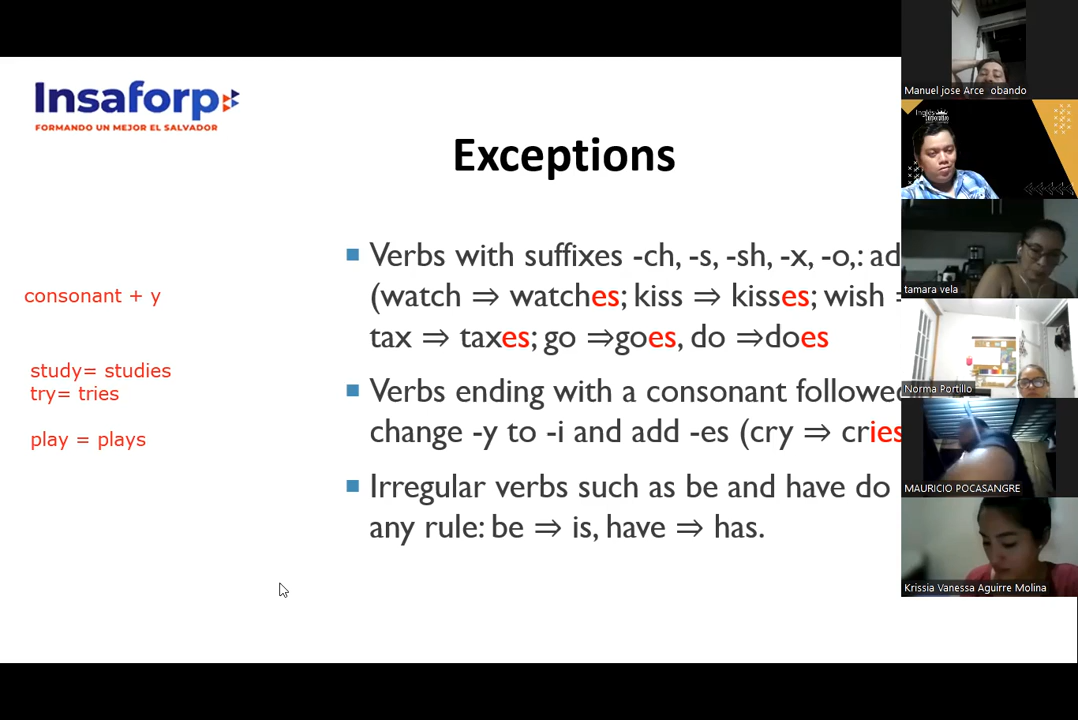 Insaforp
FORMANDO UN MEJOR EL SALVADOR
Exceptions
consonant + y
study= studies
try= tries
play = plays
■ Verbs with suffixes -ch, -s, -sh, -x, -o,: ad
(watch ⇒ watches; kiss ⇒ kisses; wish =
tax ⇒ taxes; go ⇒goes, do ⇒does
■ Verbs ending with a consonant followed
change -y to -i and add -es (cry ⇒ cries
■ Irregular verbs such as be and have do
any rule: be ⇒ is, have ⇒ has.
Manuel jose Arce obando
Inglés
tamara vela
Norma Portillo
MAURICIO POCASANGRE
Krissia Vanessa Aguirre Molina